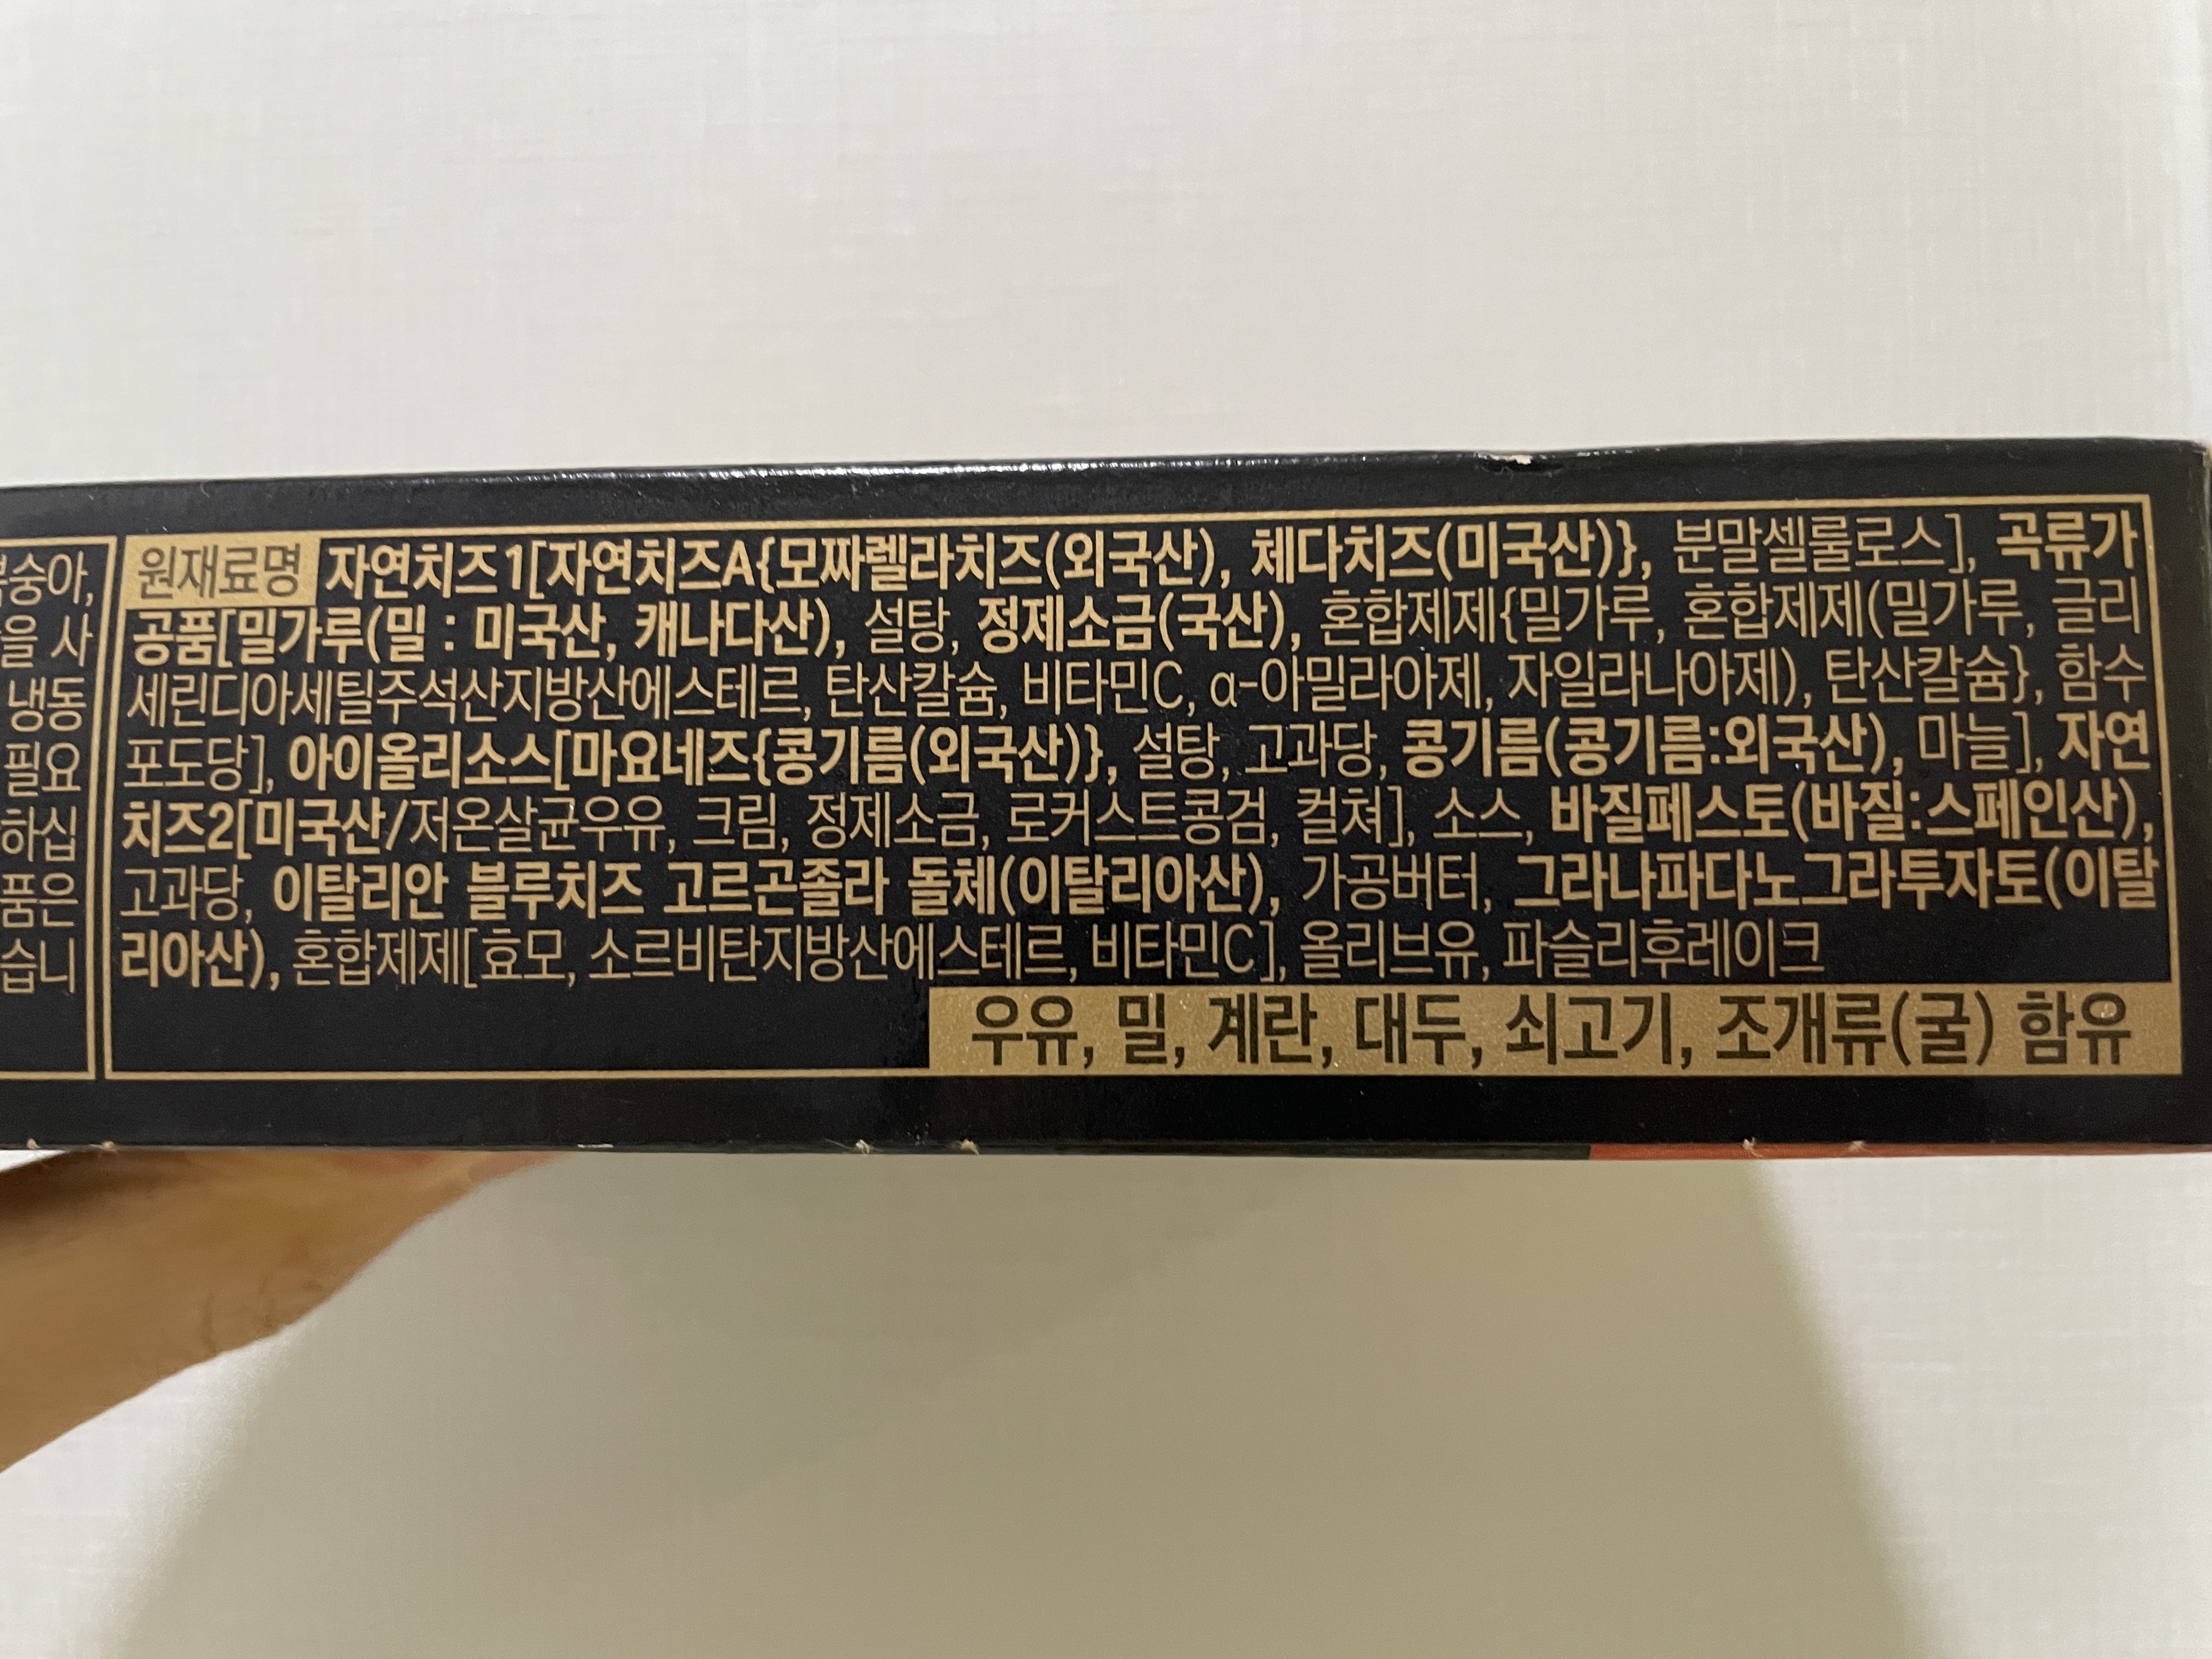 숭아,
을 사
냉동
필요
하십
품은
습니
원재료명 자연치즈1[자연치즈A{모짜렐라치즈(외국산), 체다치즈(미국산)}, 분말셀룰로스], 곡류가
공품[밀가루(밀 : 미국산, 캐나다산), 설탕, 정제소금(국산), 혼합제제{밀가루, 혼합제제(밀가루, 글리
세린디아세틸주석산지방산에스테르, 탄산칼슘, 비타민C, α-아밀라아제, 자일라나아제), 탄산칼슘}, 함수
포도당], 아이올리소스[마요네즈{콩기름(외국산)}, 설탕, 고과당, 콩기름(콩기름:외국산), 마늘], 자연
치즈2[미국산/저온살균우유, 크림, 정제소금, 로커스트콩검, 컬쳐], 소스, 바질페스토(바질:스페인산),
고과당, 이탈리안 블루치즈 고르곤졸라 돌체(이탈리아산), 가공버터, 그라나파다노그라투자토(이탈
리아산), 혼합제제[효모, 소르비탄지방산에스테르, 비타민C], 올리브유, 파슬리후레이크
우유, 밀, 계란, 대두, 쇠고기, 조개류(굴) 함유